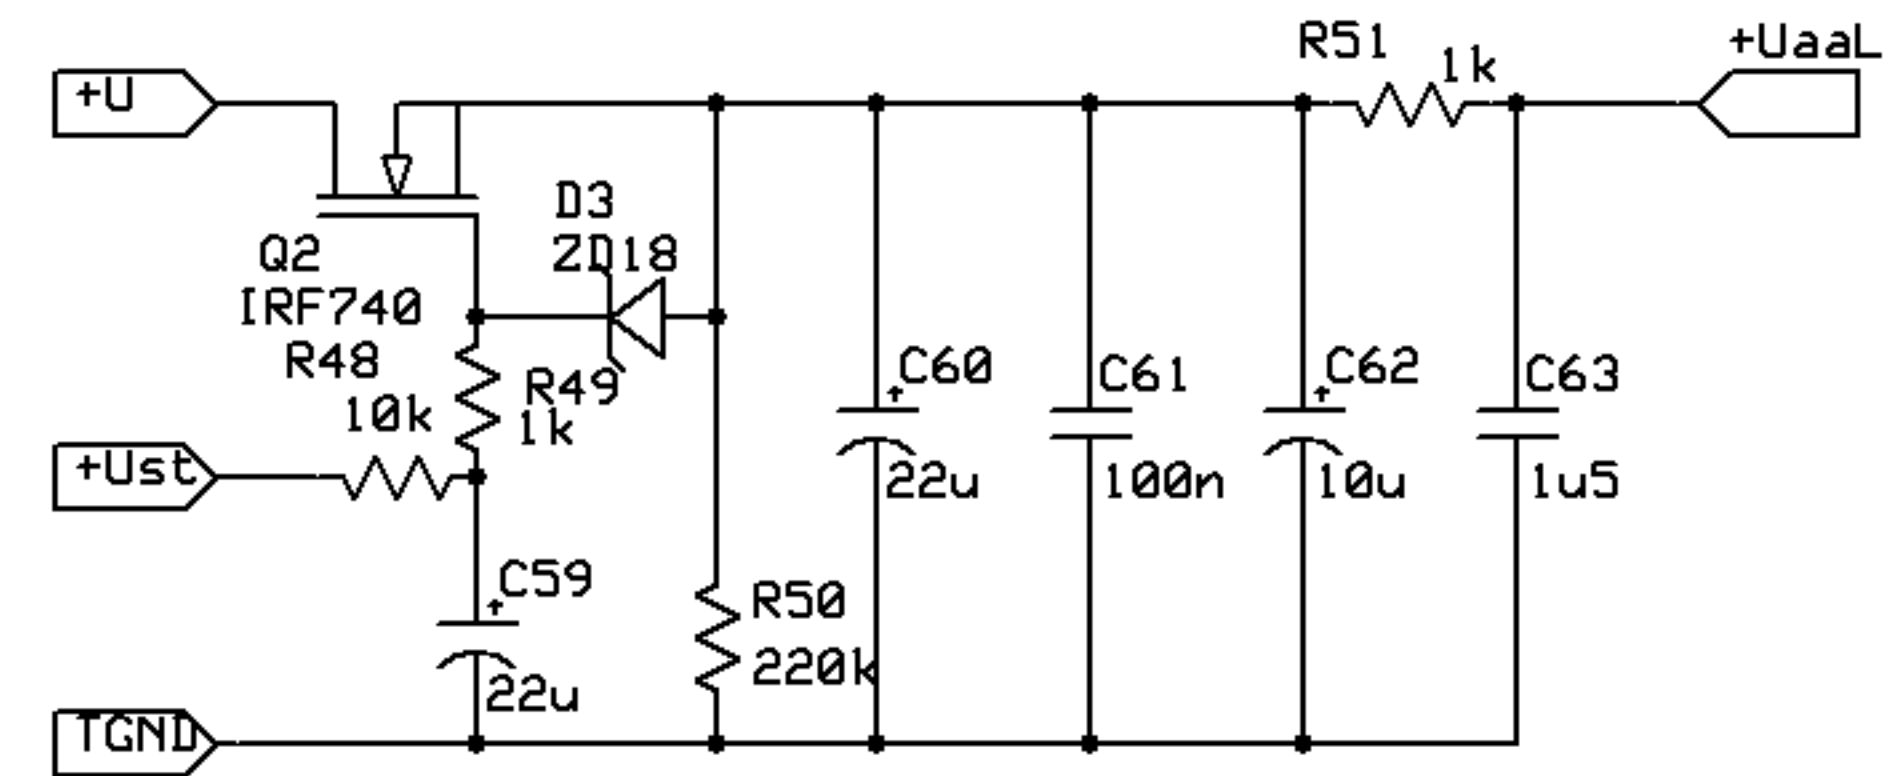 R51
1k
+UaaL
+U
D3
ZD18
Q2
IRF740
R48
10k
R49
1k
C60
22u
C61
100n
C62
10u
C63
1u5
+Ust
C59
22u
R50
220k
TGND